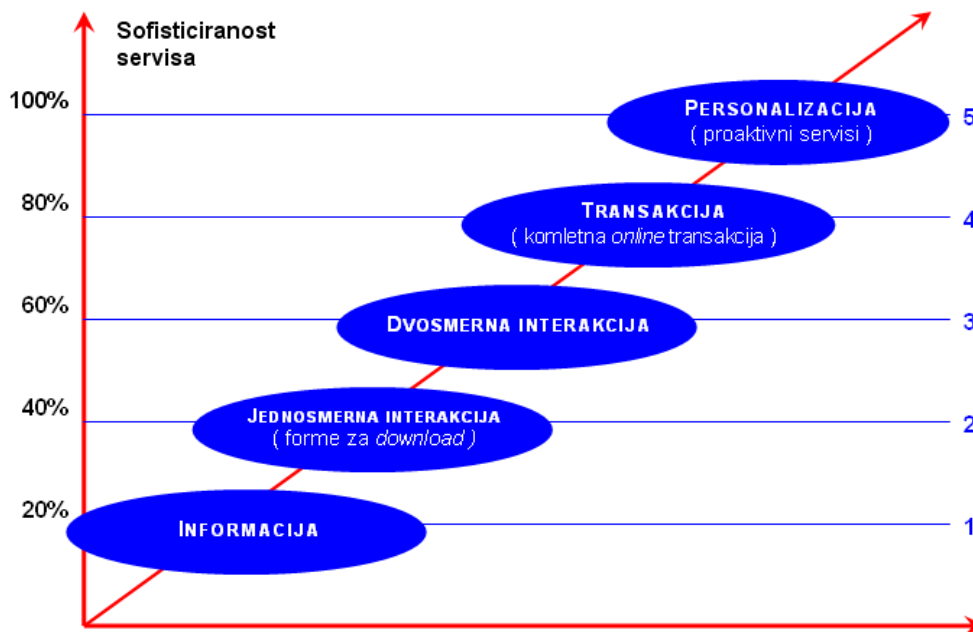 Sofisticiranost
servisa
100%
PERSONALIZACIJA
( proaktivni servisi )
5
80%
TRANSAKCIJA
( komletna online transakcija )
4
60%
DVOSMERNA INTERAKCIJA
3
40%
JEDNOSMERNA INTERAKCIJA
( forme za download )
2
20%
INFORMACIJA
1